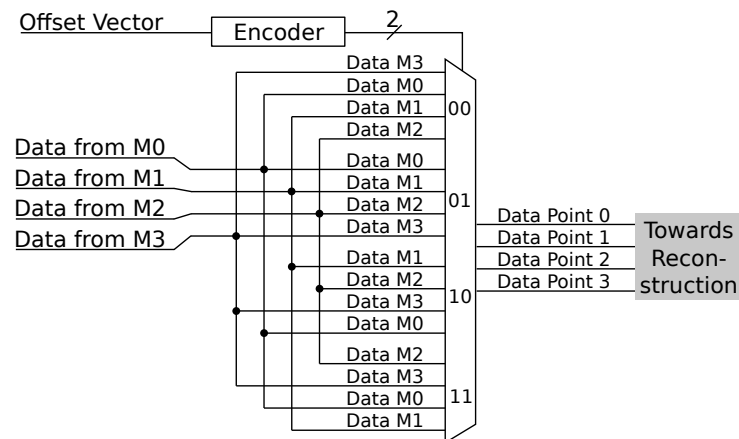 Offset Vector
Encoder
2
Data M3
Data M0
Data M1
Data M2
00
Data from M0
Data from M1
Data from M2
Data from M3
Data M0
Data M1
Data M2
Data M3
01
Data M1
Data M2
Data M3
Data M0
10
Data M2
Data M3
Data M0
Data M1
11
Data Point 0
Data Point 1
Data Point 2
Data Point 3
Towards
Recon-
struction